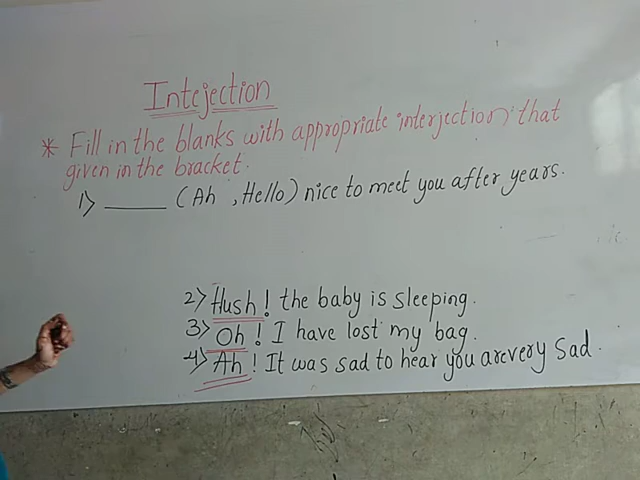 Intejection
* Fill in the blanks with appropriate interjection that
given in the bracket.
1) ______ (Ah , Hello) nice to meet you after years.
2) Hush! the baby is sleeping.
3) Oh! I have lost my bag.
4) Ah! It was sad to hear you are very sad.